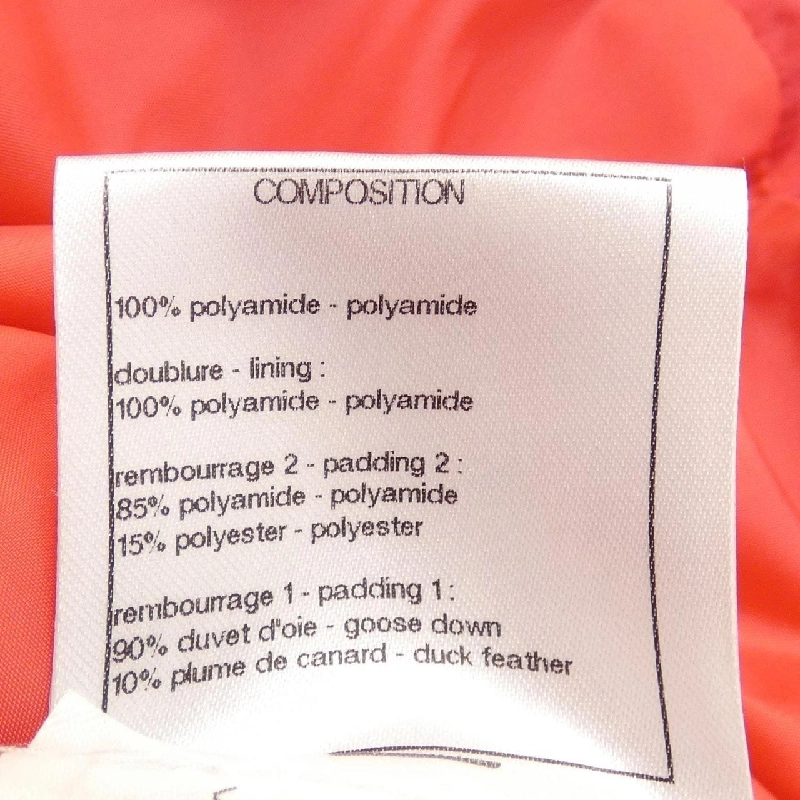 COMPOSITION
100% polyamide - polyamide
doublure - lining :
100% polyamide - polyamide
rembourrage 2 - padding 2 :
85% polyamide - polyamide
15% polyester - polyester
rembourrage 1 - padding 1 :
90% duvet d'oie - goose down
10% plume de canard - duck feather